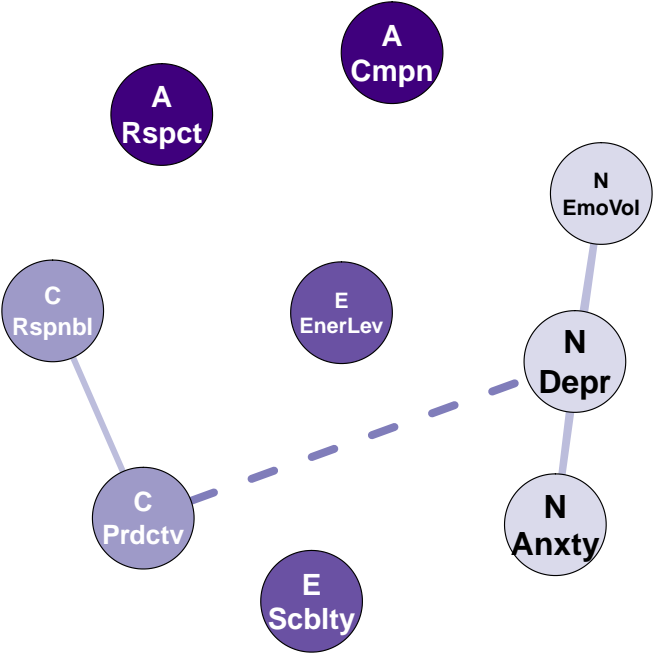 A
Cmpn
A
Rspct
N
EmoVol
C
Rspnbl
E
EnerLev
N
Depr
C
Prdctv
N
Anxty
E
Scblty